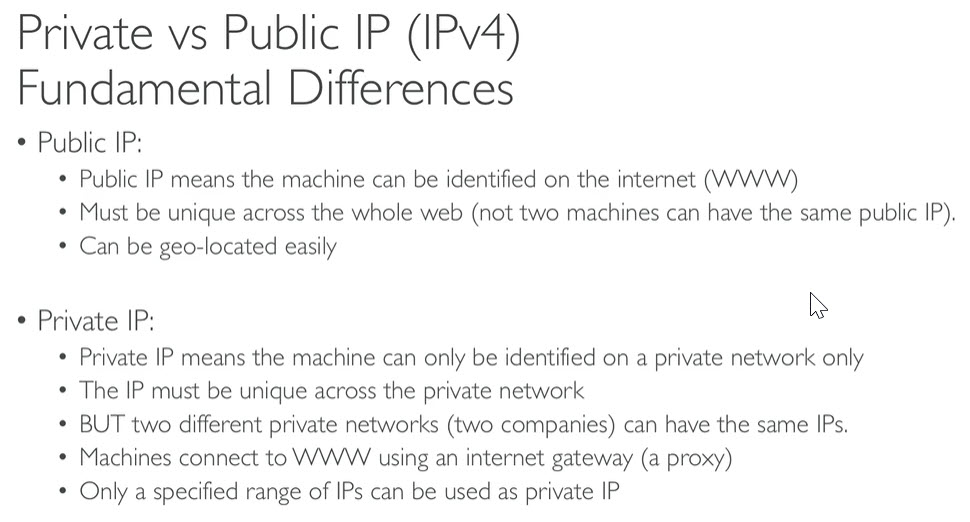 Private vs Public IP (IPv4)
Fundamental Differences
• Public IP:
• Public IP means the machine can be identified on the internet (WWW)
• Must be unique across the whole web (not two machines can have the same public IP).
• Can be geo-located easily
• Private IP:
• Private IP means the machine can only be identified on a private network only
• The IP must be unique across the private network
• BUT two different private networks (two companies) can have the same IPs.
• Machines connect to WWW using an internet gateway (a proxy)
• Only a specified range of IPs can be used as private IP